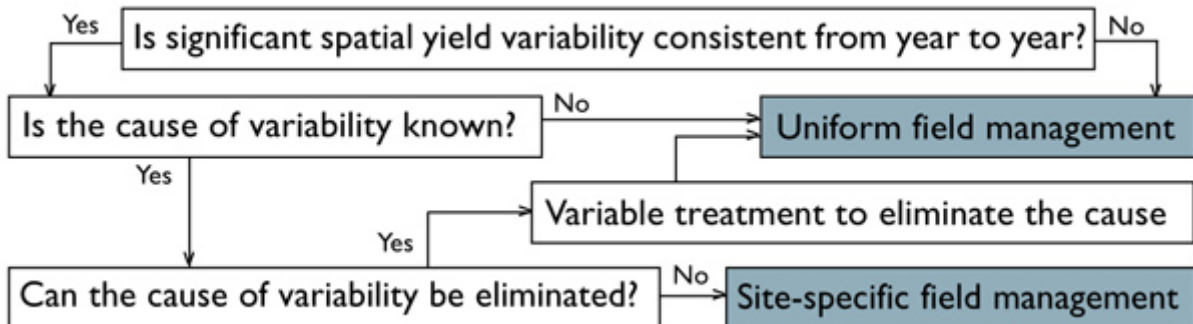 Yes
Is significant spatial yield variability consistent from year to year?
No
Is the cause of variability known?
No
Uniform field management
Yes
Variable treatment to eliminate the cause
Yes
Can the cause of variability be eliminated?
No
Site-specific field management